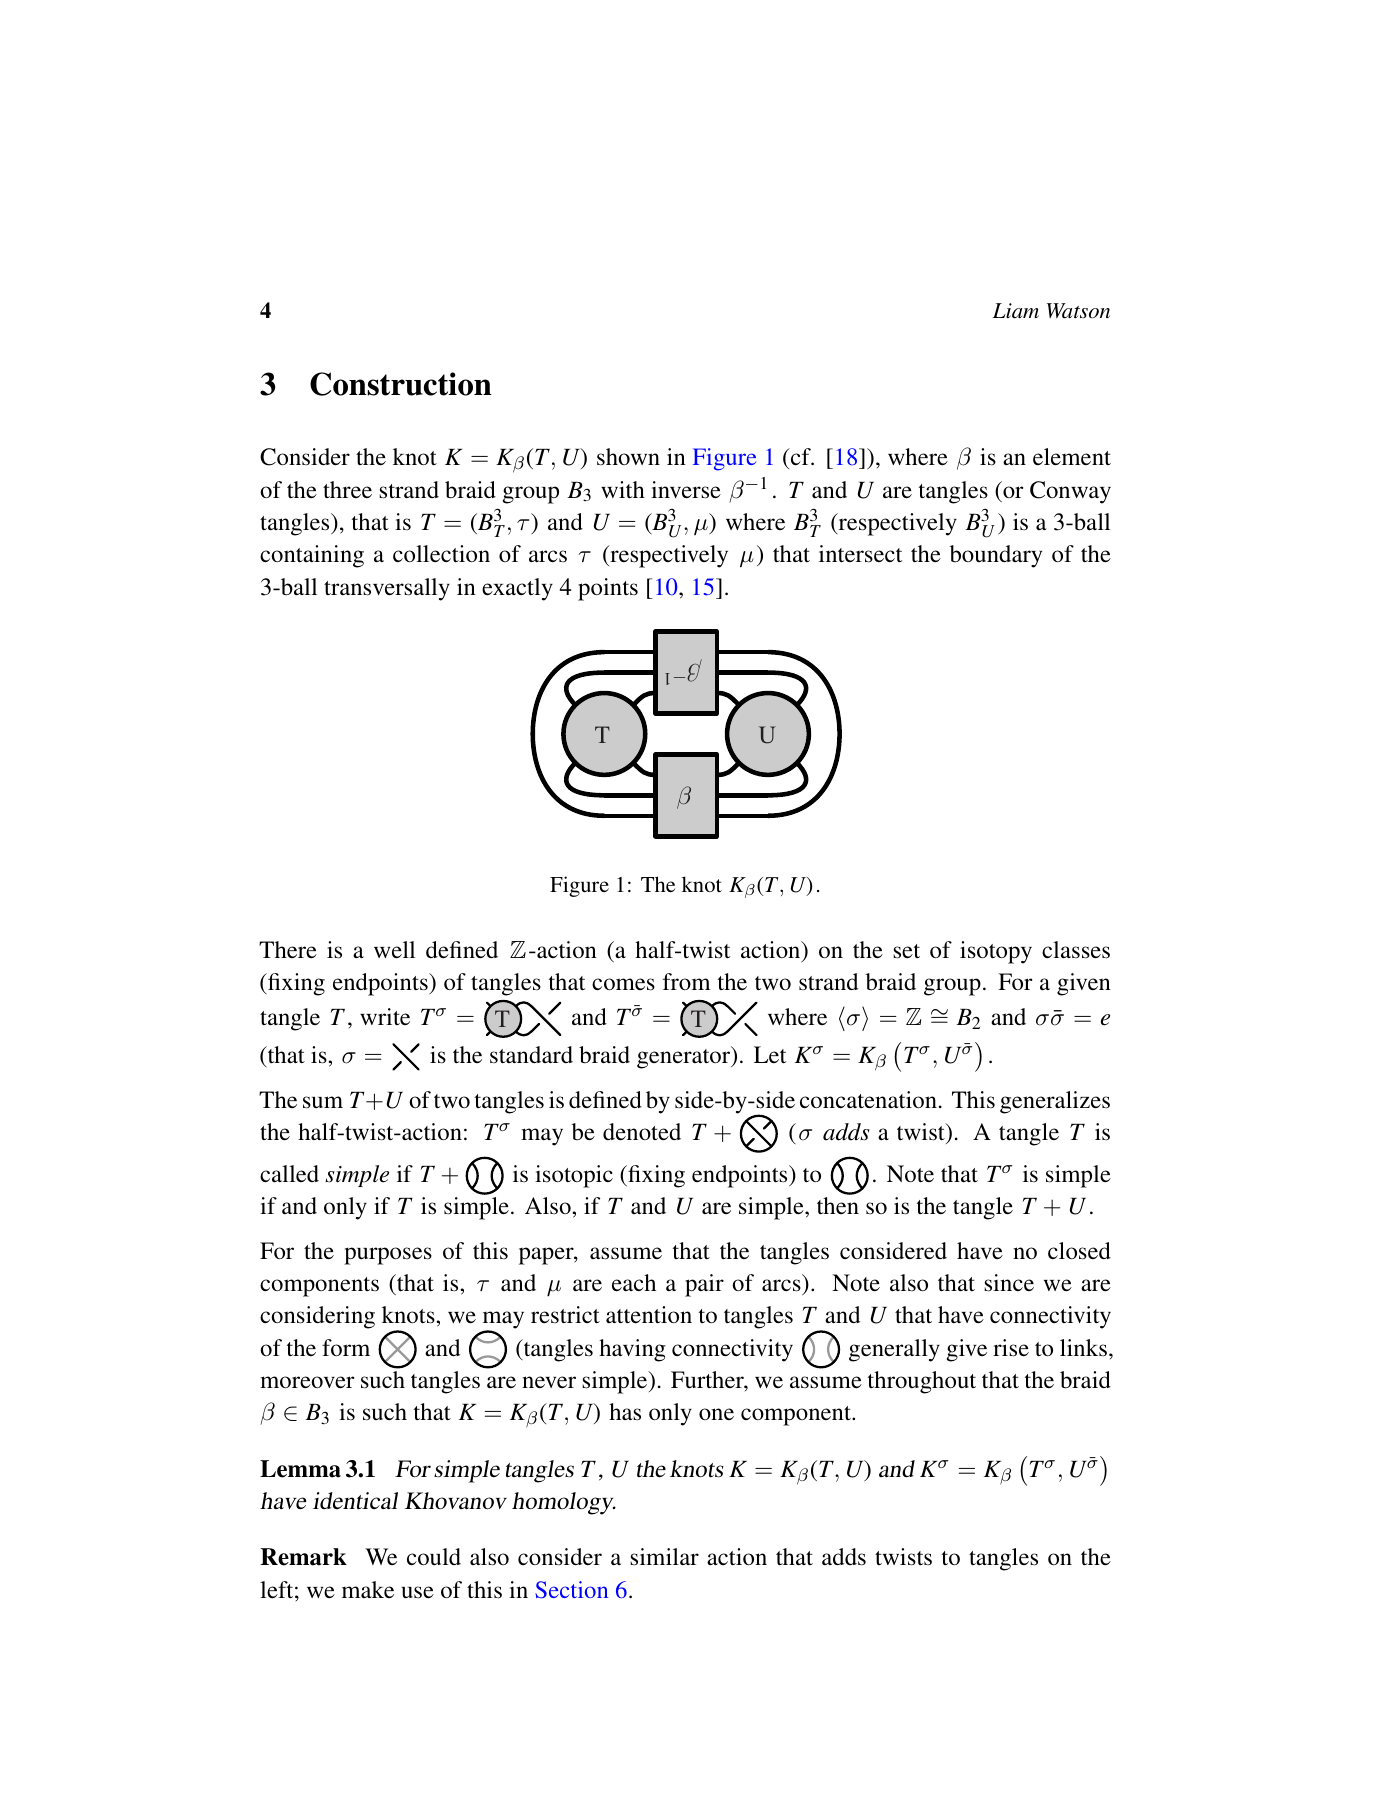 4 Liam Watson
3 Construction
Consider the knot K = K_β(T, U) shown in Figure 1 (cf. [18]), where β is an element
of the three strand braid group B_3 with inverse β^{−1}. T and U are tangles (or Conway
tangles), that is T = (B^3_T, τ) and U = (B^3_U, μ) where B^3_T (respectively B^3_U) is a 3-ball
containing a collection of arcs τ (respectively μ) that intersect the boundary of the
3-ball transversally in exactly 4 points [10, 15].
β^{−1}
T U
β
Figure 1: The knot K_β(T, U).
There is a well defined ℤ-action (a half-twist action) on the set of isotopy classes
(fixing endpoints) of tangles that comes from the two strand braid group. For a given
tangle T, write T^σ = T and T^σ̄ = T where ⟨σ⟩ = ℤ ≅ B_2 and σσ̄ = e
(that is, σ = is the standard braid generator). Let K^σ = K_β (T^σ, U^σ̄).
The sum T+U of two tangles is defined by side-by-side concatenation. This generalizes
the half-twist-action: T^σ may be denoted T + (σ adds a twist). A tangle T is
called simple if T + is isotopic (fixing endpoints) to . Note that T^σ is simple
if and only if T is simple. Also, if T and U are simple, then so is the tangle T + U.
For the purposes of this paper, assume that the tangles considered have no closed
components (that is, τ and μ are each a pair of arcs). Note also that since we are
considering knots, we may restrict attention to tangles T and U that have connectivity
of the form and (tangles having connectivity generally give rise to links,
moreover such tangles are never simple). Further, we assume throughout that the braid
β ∈ B_3 is such that K = K_β(T, U) has only one component.
Lemma 3.1 For simple tangles T, U the knots K = K_β(T, U) and K^σ = K_β (T^σ, U^σ̄)
have identical Khovanov homology.
Remark We could also consider a similar action that adds twists to tangles on the
left; we make use of this in Section 6.